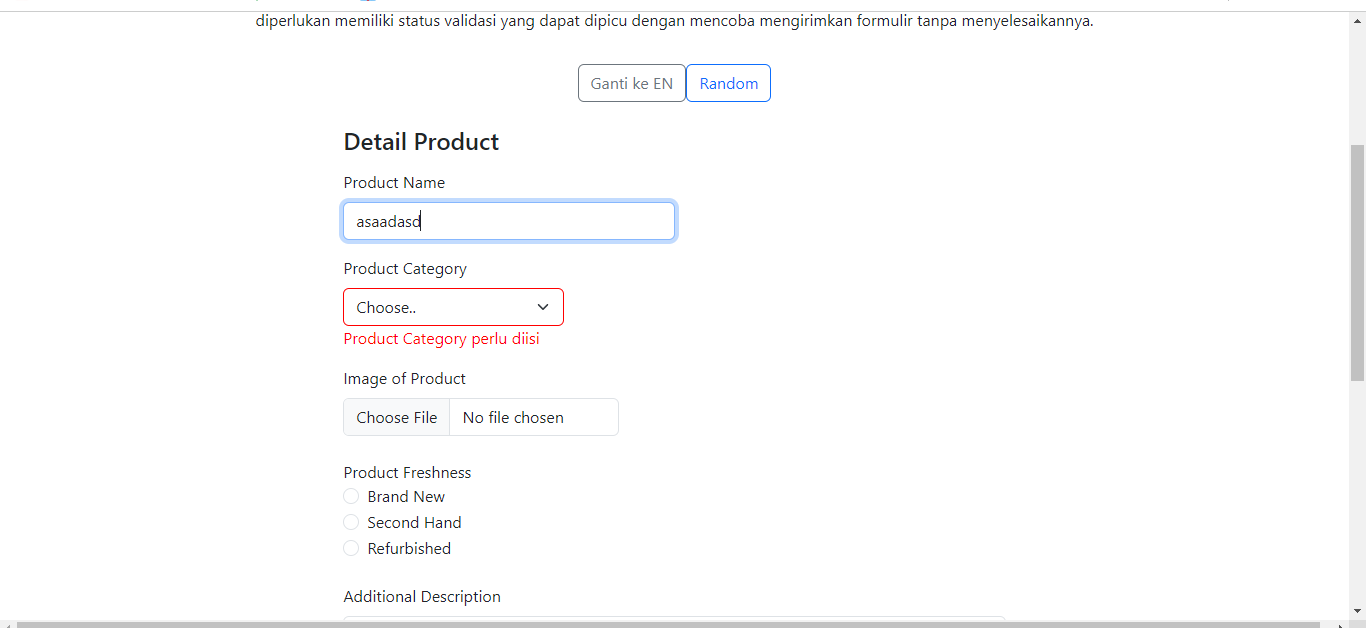 diperlukan memiliki status validasi yang dapat dipicu dengan mencoba mengirimkan formulir tanpa menyelesaikannya.
Ganti ke EN Random
Detail Product
Product Name
asaadasd
Product Category
Choose..
Product Category perlu diisi
Image of Product
Choose File No file chosen
Product Freshness
Brand New
Second Hand
Refurbished
Additional Description